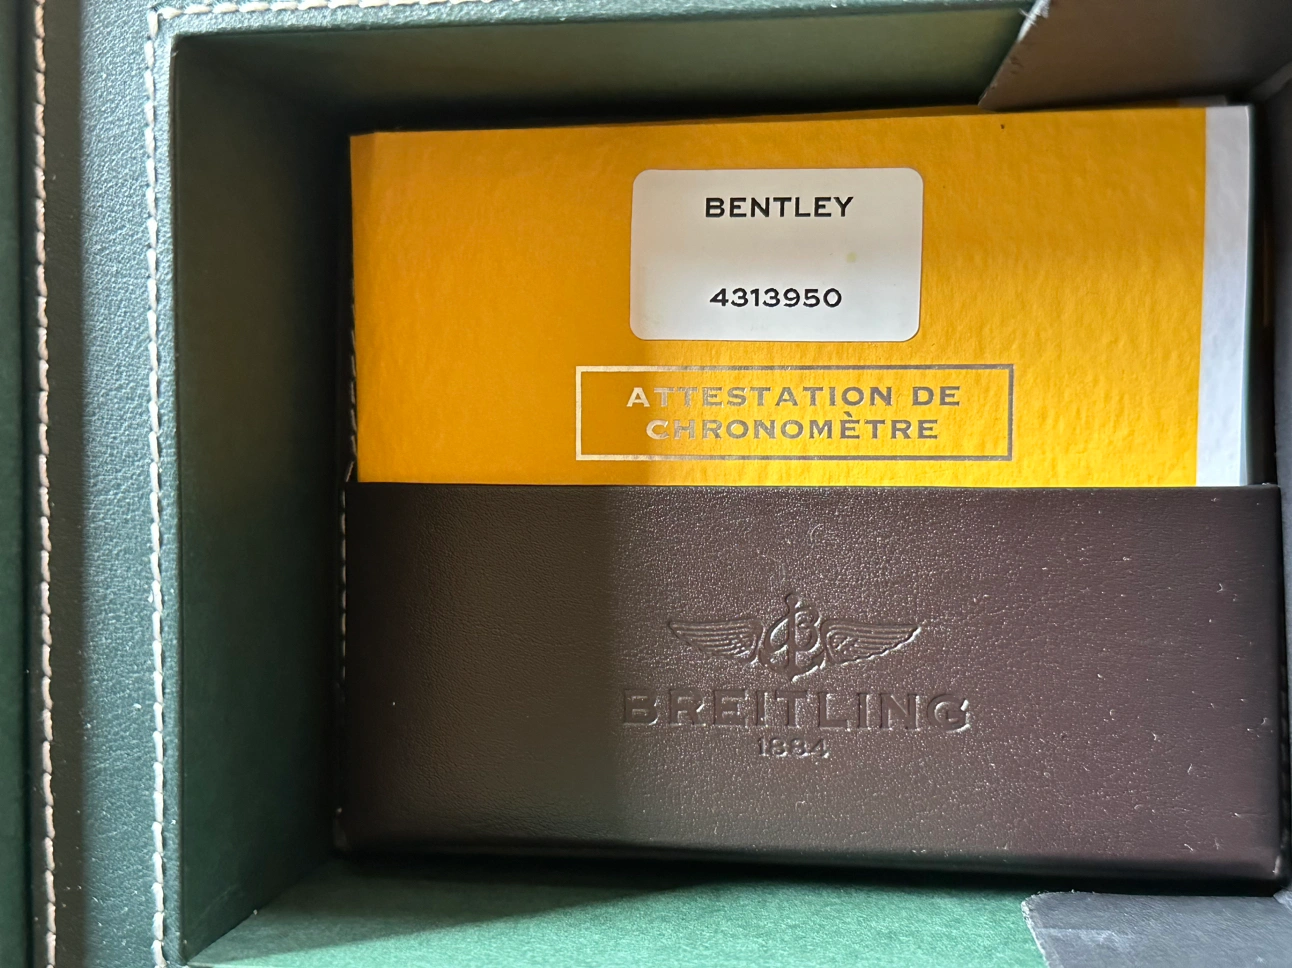 BENTLEY
4313950
ATTESTATION DE
CHRONOMÈTRE
B
BREITLING
1884